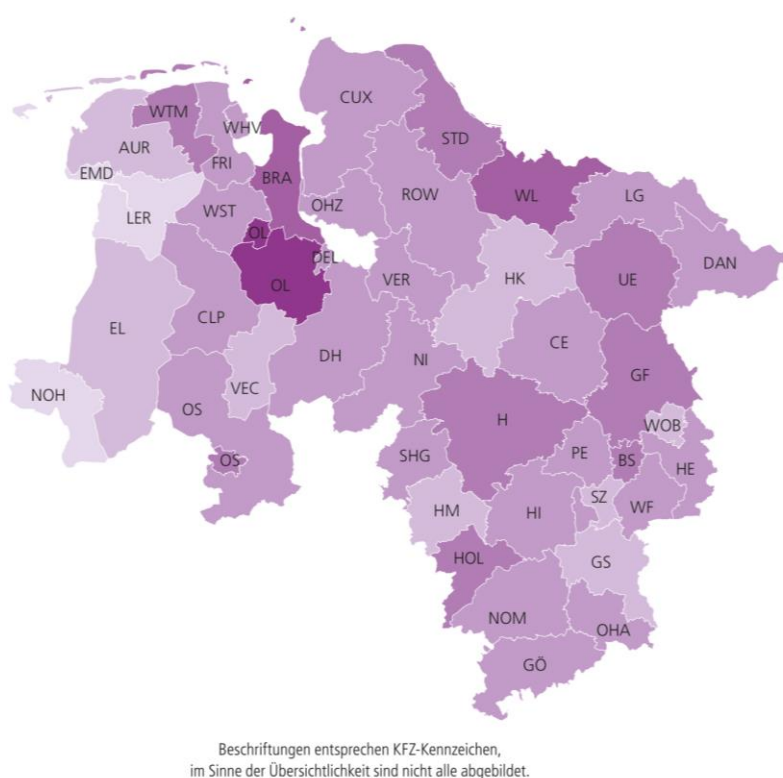 CUX
WTM
WHV
STD
AUR
FRI
EMD
BRA
ROW
WL
LG
LER
WST
OHZ
OL
DEL
DAN
HK
VER
UE
OL
CLP
EL
CE
DH
NI
GF
VEC
NOH
OS
H
WOB
SHG
PE
BS
HE
OS
SZ
HM
HI
WF
HOL
GS
NOM
OHA
GÖ
Beschriftungen entsprechen KFZ-Kennzeichen,
im Sinne der Übersichtlichkeit sind nicht alle abgebildet.